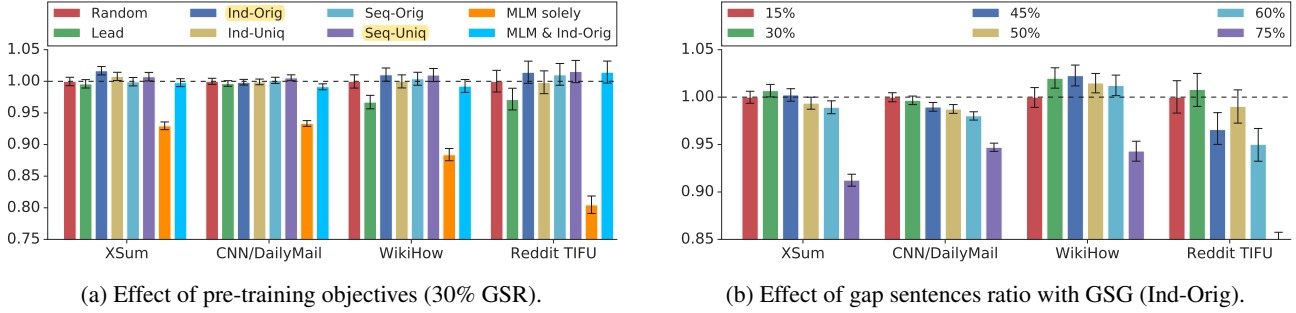 Random Ind-Orig Seq-Orig MLM solely
Lead Ind-Uniq Seq-Uniq MLM & Ind-Orig
1.05
1.00
0.95
0.90
0.85
0.80
0.75
XSum CNN/DailyMail WikiHow Reddit TIFU
(a) Effect of pre-training objectives (30% GSR).
15% 45% 60%
30% 50% 75%
1.05
1.00
0.95
0.90
0.85
XSum CNN/DailyMail WikiHow Reddit TIFU
(b) Effect of gap sentences ratio with GSG (Ind-Orig).